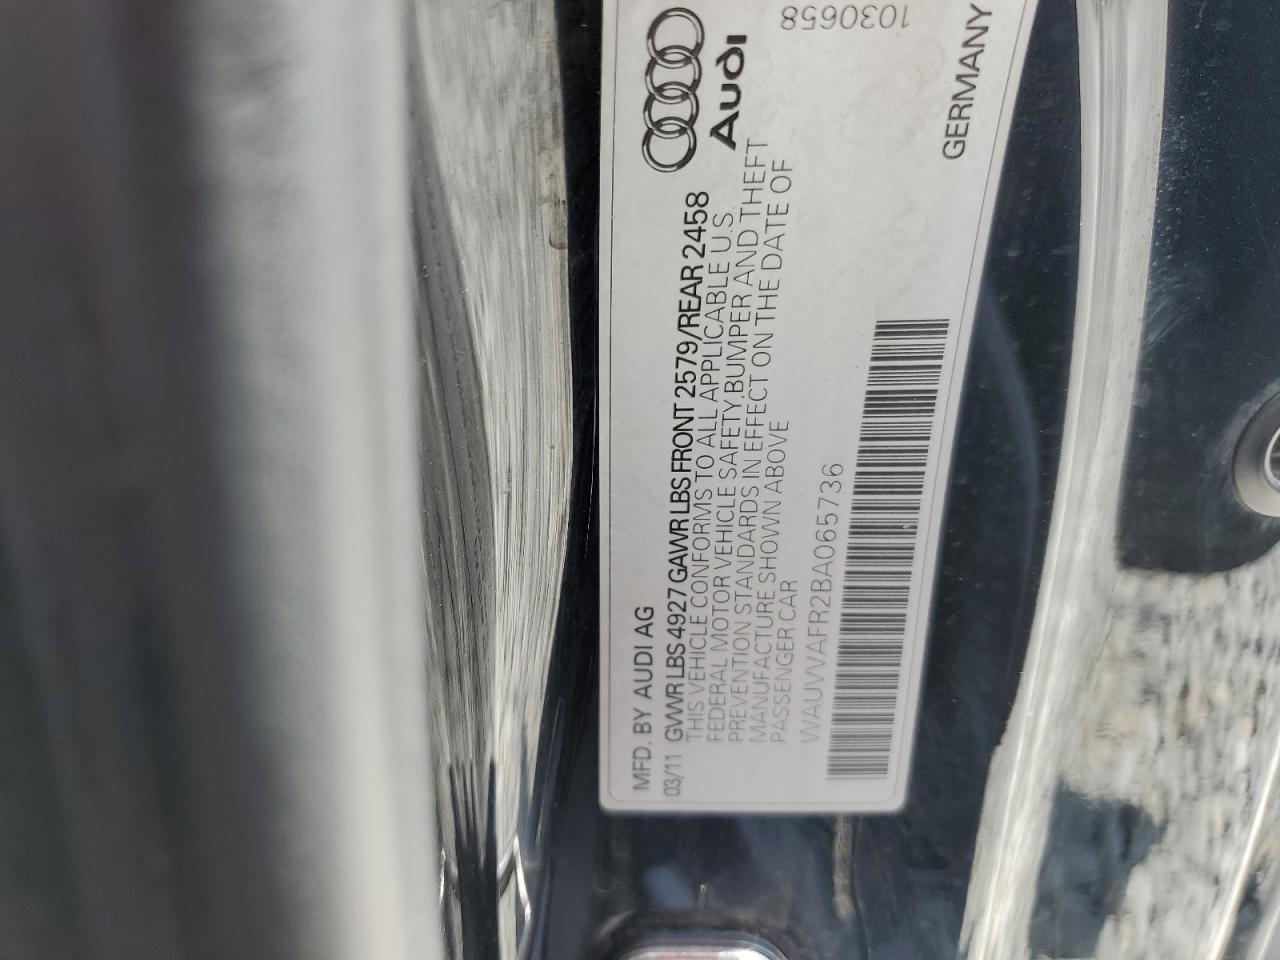 MFD. BY AUDI AG
03/11 GVWR LBS 4927 GAWR LBS FRONT 2579/REAR 2458
THIS VEHICLE CONFORMS TO ALL APPLICABLE U.S.
FEDERAL MOTOR VEHICLE SAFETY,BUMPER AND THEFT
PREVENTION STANDARDS IN EFFECT ON THE DATE OF
MANUFACTURE SHOWN ABOVE
PASSENGER CAR
WAUVVAFR2BA065736
Audi
1030658
GERMANY